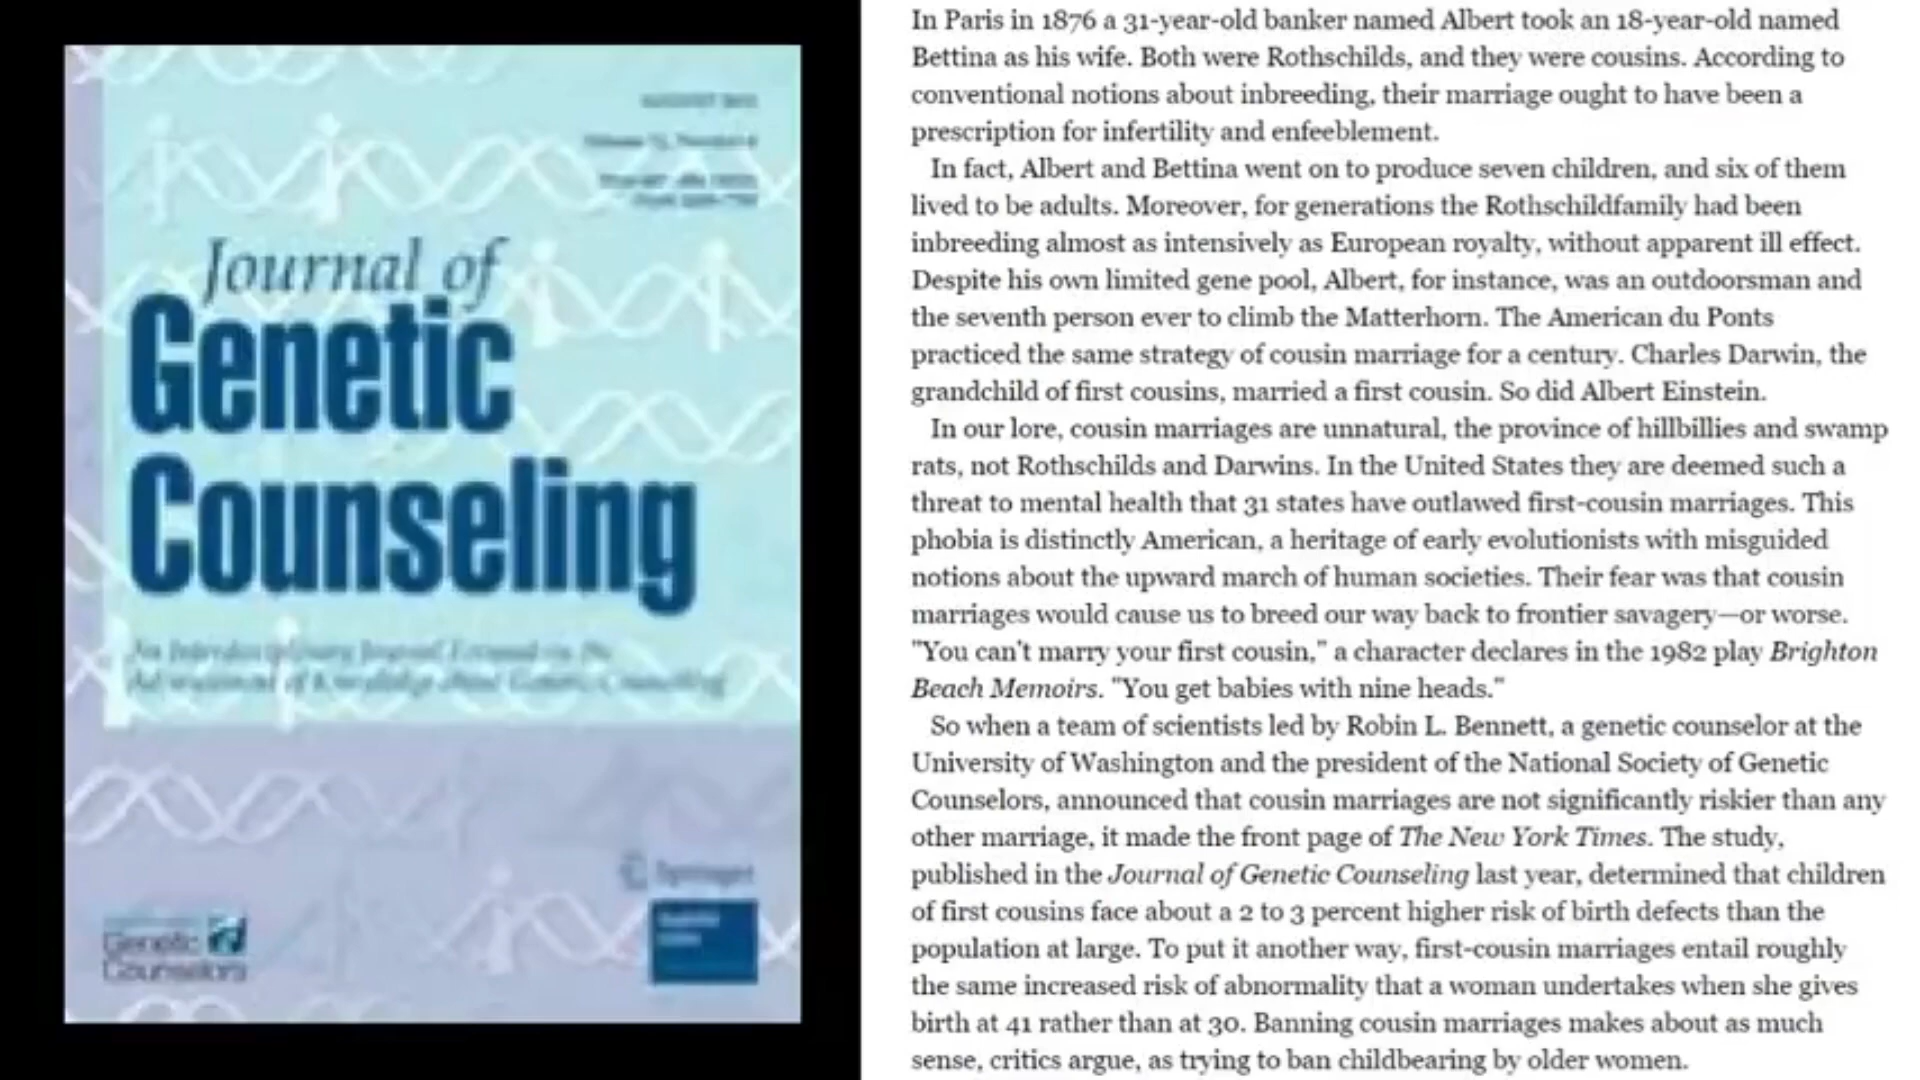 Journal of
Genetic
Counseling
Genetic
Counselors
Springer
In Paris in 1876 a 31-year-old banker named Albert took an 18-year-old named
Bettina as his wife. Both were Rothschilds, and they were cousins. According to
conventional notions about inbreeding, their marriage ought to have been a
prescription for infertility and enfeeblement.
In fact, Albert and Bettina went on to produce seven children, and six of them
lived to be adults. Moreover, for generations the Rothschildfamily had been
inbreeding almost as intensively as European royalty, without apparent ill effect.
Despite his own limited gene pool, Albert, for instance, was an outdoorsman and
the seventh person ever to climb the Matterhorn. The American du Ponts
practiced the same strategy of cousin marriage for a century. Charles Darwin, the
grandchild of first cousins, married a first cousin. So did Albert Einstein.
In our lore, cousin marriages are unnatural, the province of hillbillies and swamp
rats, not Rothschilds and Darwins. In the United States they are deemed such a
threat to mental health that 31 states have outlawed first-cousin marriages. This
phobia is distinctly American, a heritage of early evolutionists with misguided
notions about the upward march of human societies. Their fear was that cousin
marriages would cause us to breed our way back to frontier savagery—or worse.
"You can't marry your first cousin," a character declares in the 1982 play Brighton
Beach Memoirs. "You get babies with nine heads."
So when a team of scientists led by Robin L. Bennett, a genetic counselor at the
University of Washington and the president of the National Society of Genetic
Counselors, announced that cousin marriages are not significantly riskier than any
other marriage, it made the front page of The New York Times. The study,
published in the Journal of Genetic Counseling last year, determined that children
of first cousins face about a 2 to 3 percent higher risk of birth defects than the
population at large. To put it another way, first-cousin marriages entail roughly
the same increased risk of abnormality that a woman undertakes when she gives
birth at 41 rather than at 30. Banning cousin marriages makes about as much
sense, critics argue, as trying to ban childbearing by older women.